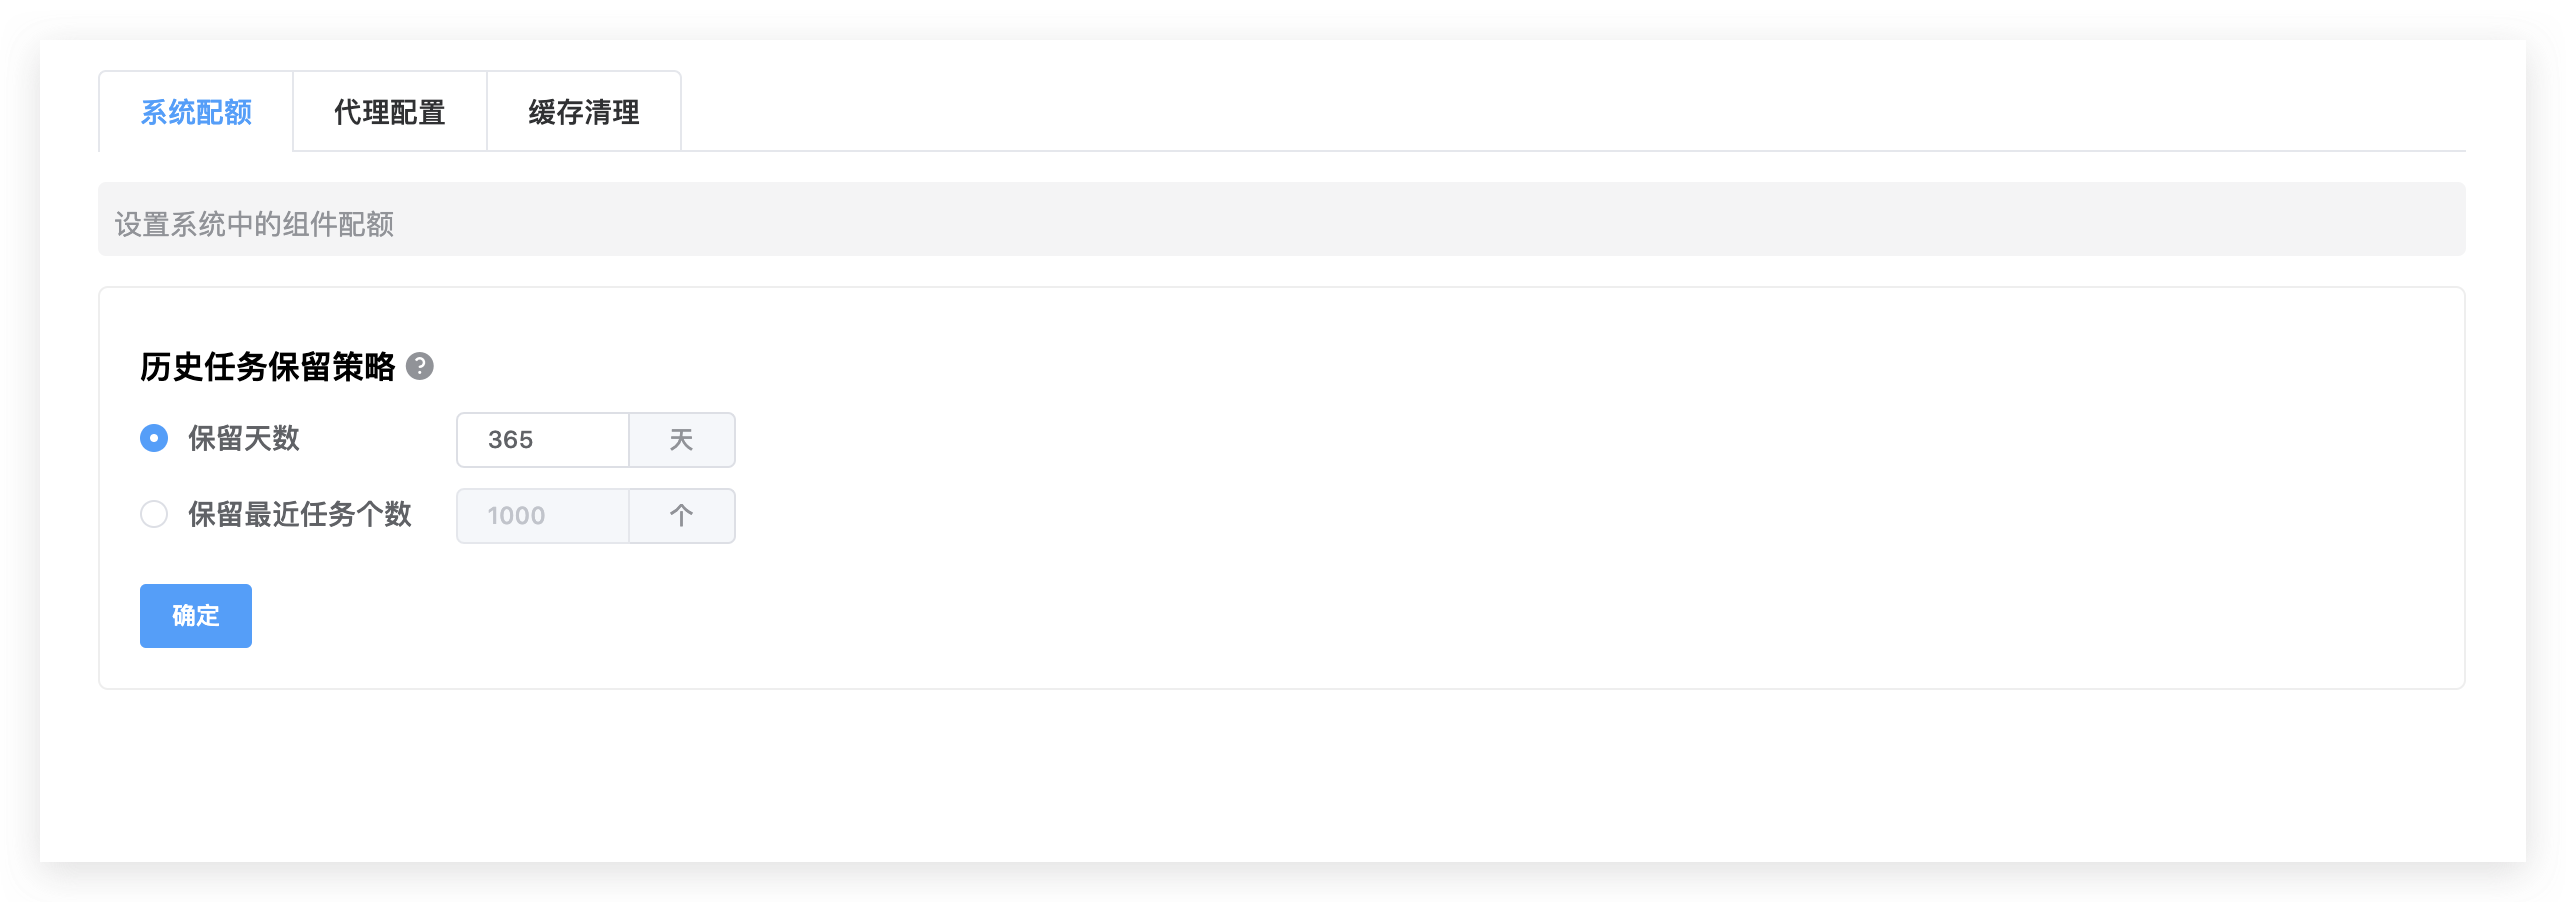 系统配额 代理配置 缓存清理
设置系统中的组件配额
历史任务保留策略 ?
保留天数 365 天
保留最近任务个数 1000 个
确定